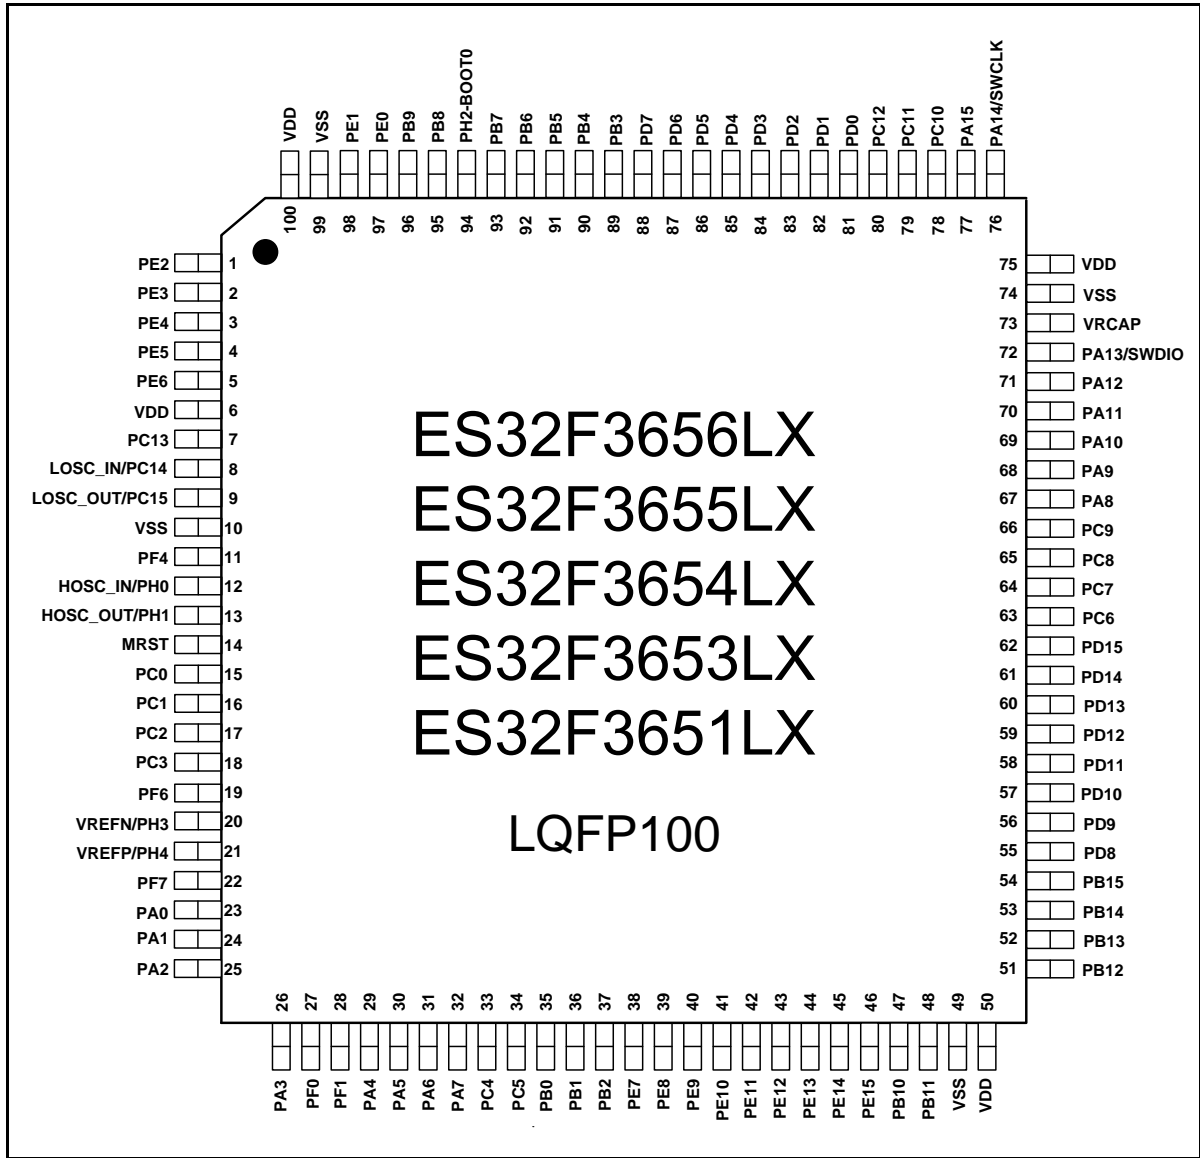 VDD
VSS
PE1
PE0
PB9
PB8
PH2-BOOT0
PB7
PB6
PB5
PB4
PB3
PD7
PD6
PD5
PD4
PD3
PD2
PD1
PD0
PC12
PC11
PC10
PA15
PA14/SWCLK
100
99
98
97
96
95
94
93
92
91
90
89
88
87
86
85
84
83
82
81
80
79
78
77
76
PE2 1
PE3 2
PE4 3
PE5 4
PE6 5
VDD 6
PC13 7
LOSC_IN/PC14 8
LOSC_OUT/PC15 9
VSS 10
PF4 11
HOSC_IN/PH0 12
HOSC_OUT/PH1 13
MRST 14
PC0 15
PC1 16
PC2 17
PC3 18
PF6 19
VREFN/PH3 20
VREFP/PH4 21
PF7 22
PA0 23
PA1 24
PA2 25
ES32F3656LX
ES32F3655LX
ES32F3654LX
ES32F3653LX
ES32F3651LX
LQFP100
75 VDD
74 VSS
73 VRCAP
72 PA13/SWDIO
71 PA12
70 PA11
69 PA10
68 PA9
67 PA8
66 PC9
65 PC8
64 PC7
63 PC6
62 PD15
61 PD14
60 PD13
59 PD12
58 PD11
57 PD10
56 PD9
55 PD8
54 PB15
53 PB14
52 PB13
51 PB12
26
27
28
29
30
31
32
33
34
35
36
37
38
39
40
41
42
43
44
45
46
47
48
49
50
PA3
PF0
PF1
PA4
PA5
PA6
PA7
PC4
PC5
PB0
PB1
PB2
PE7
PE8
PE9
PE10
PE11
PE12
PE13
PE14
PE15
PB10
PB11
VSS
VDD